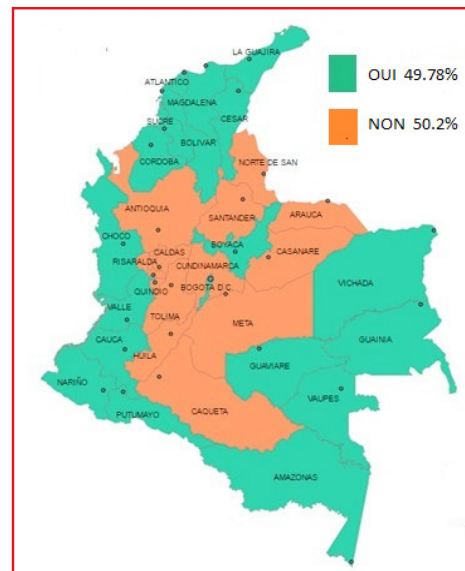 LA GUAJIRA
OUI 49.78%
ATLANTICO
MAGDALENA
CESAR
NON 50.2%
SUCRE
BOLIVAR
CORDOBA
NORTE DE SAN
ANTIOQUIA
SANTANDER
ARAUCA
CHOCO
BOYACA
CALDAS
CASANARE
RISARALDA
CUNDINAMARCA
VICHADA
QUINDIO
BOGOTA D.C.
VALLE
TOLIMA
META
GUAINIA
CAUCA
HUILA
GUAVIARE
NARIÑO
VAUPES
PUTUMAYO
CAQUETA
AMAZONAS